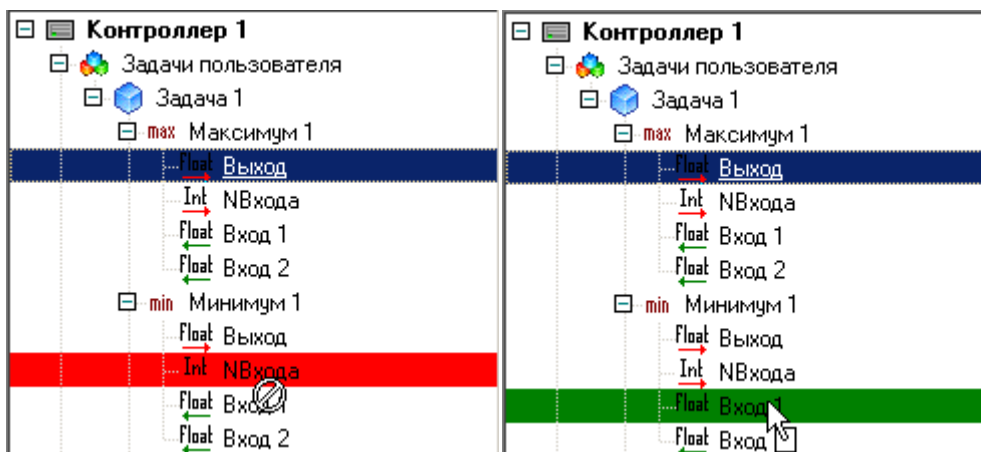 Контроллер 1
Задачи пользователя
Задача 1
max Максимум 1
Float Выход
Int NВхода
Float Вход 1
Float Вход 2
min Минимум 1
Float Выход
Int NВхода
Float Вход 1
Float Вход 2
Контроллер 1
Задачи пользователя
Задача 1
max Максимум 1
Float Выход
Int NВхода
Float Вход 1
Float Вход 2
min Минимум 1
Float Выход
Int NВхода
Float Вход 1
Float Вход